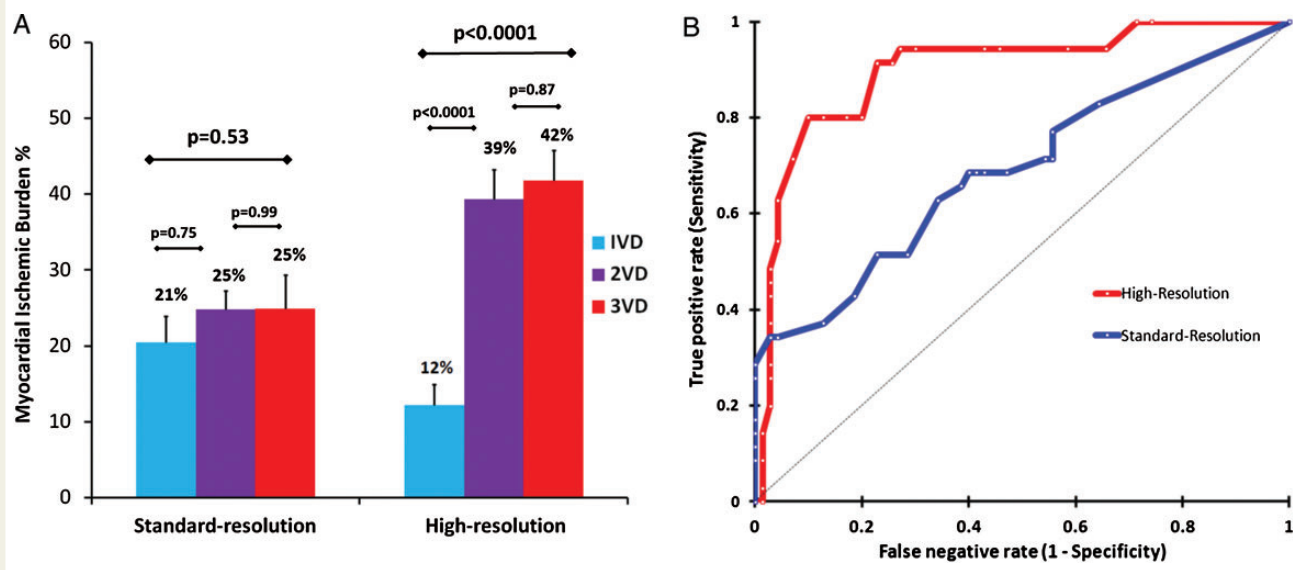 A
Myocardial Ischemic Burden %
60
50
40
30
20
10
0
p=0.53
p=0.75
p=0.99
21%
25%
25%
p<0.0001
p<0.0001
p=0.87
12%
39%
42%
1VD
2VD
3VD
Standard-resolution
High-resolution
B
True positive rate (Sensitivity)
1
0.8
0.6
0.4
0.2
0
High-Resolution
Standard-Resolution
0
0.2
0.4
0.6
0.8
1
False negative rate (1 - Specificity)